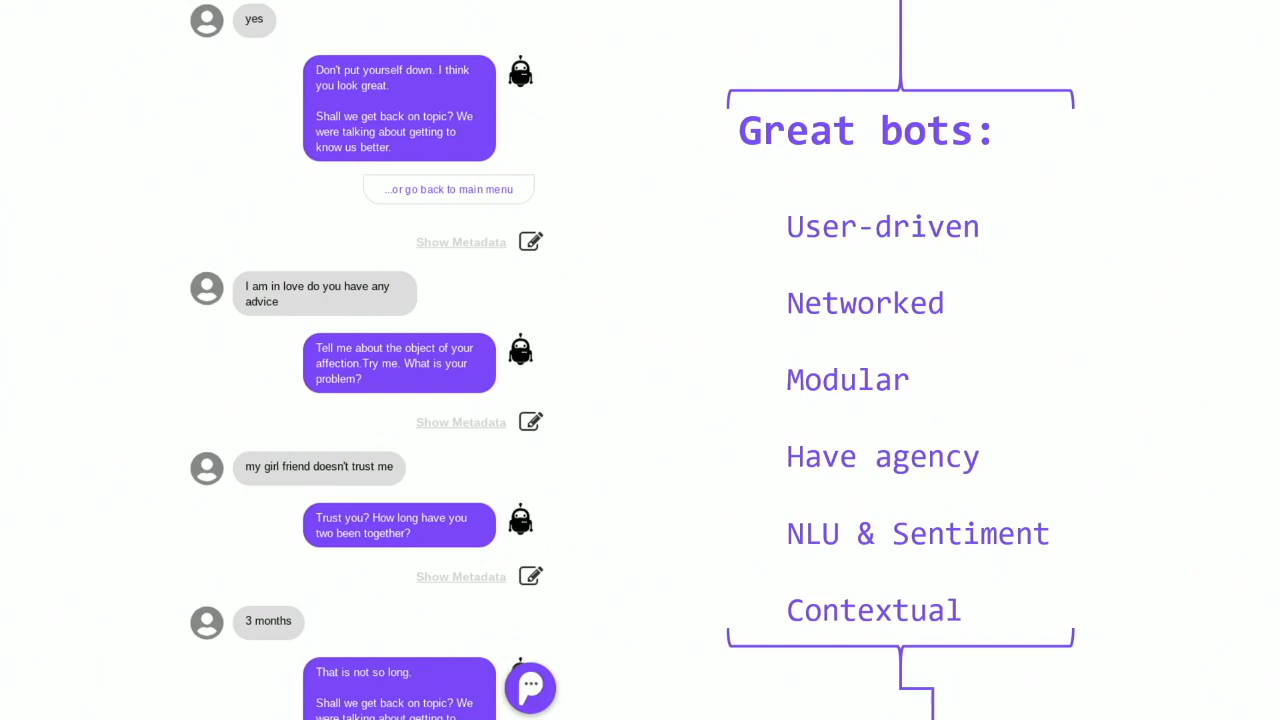 yes
Don't put yourself down. I think
you look great.
Shall we get back on topic? We
were talking about getting to
know us better.
...or go back to main menu
Show Metadata
I am in love do you have any
advice
Tell me about the object of your
affection.Try me. What is your
problem?
Show Metadata
my girl friend doesn't trust me
Trust you? How long have you
two been together?
Show Metadata
3 months
That is not so long.
Shall we get back on topic? We
were talking about getting to
Great bots:
User-driven
Networked
Modular
Have agency
NLU & Sentiment
Contextual